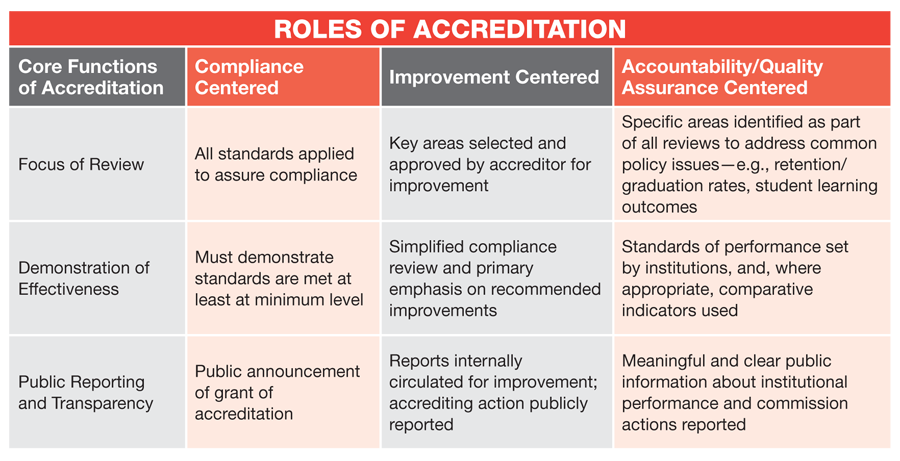 ROLES OF ACCREDITATION
Core Functions
of Accreditation
Compliance
Centered
Improvement Centered
Accountability/Quality
Assurance Centered
Focus of Review
All standards applied
to assure compliance
Key areas selected and
approved by accreditor for
improvement
Specific areas identified as part
of all reviews to address common
policy issues—e.g., retention/
graduation rates, student learning
outcomes
Demonstration of
Effectiveness
Must demonstrate
standards are met at
least at minimum level
Simplified compliance
review and primary
emphasis on recommended
improvements
Standards of performance set
by institutions, and, where
appropriate, comparative
indicators used
Public Reporting
and Transparency
Public announcement
of grant of
accreditation
Reports internally
circulated for improvement;
accrediting action publicly
reported
Meaningful and clear public
information about institutional
performance and commission
actions reported